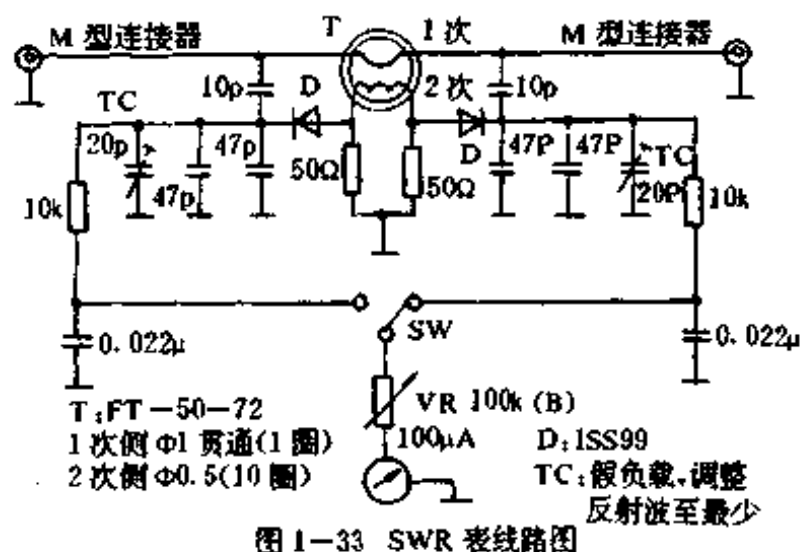 M 型连接器
T
1 次
M 型连接器
10p
D
2 次
10p
TC
20p
47p
47p
50Ω
50Ω
D
47P
47P
TC
20P
10k
10k
SW
0.022μ
0.022μ
VR 100k (B)
100μA
T:FT-50-72
1 次侧 Φ1 贯通(1 圈)
2 次侧 Φ0.5(10 圈)
D:1SS99
TC:假负载,调整
反射波至最少
图 1-33 SWR 表线路图